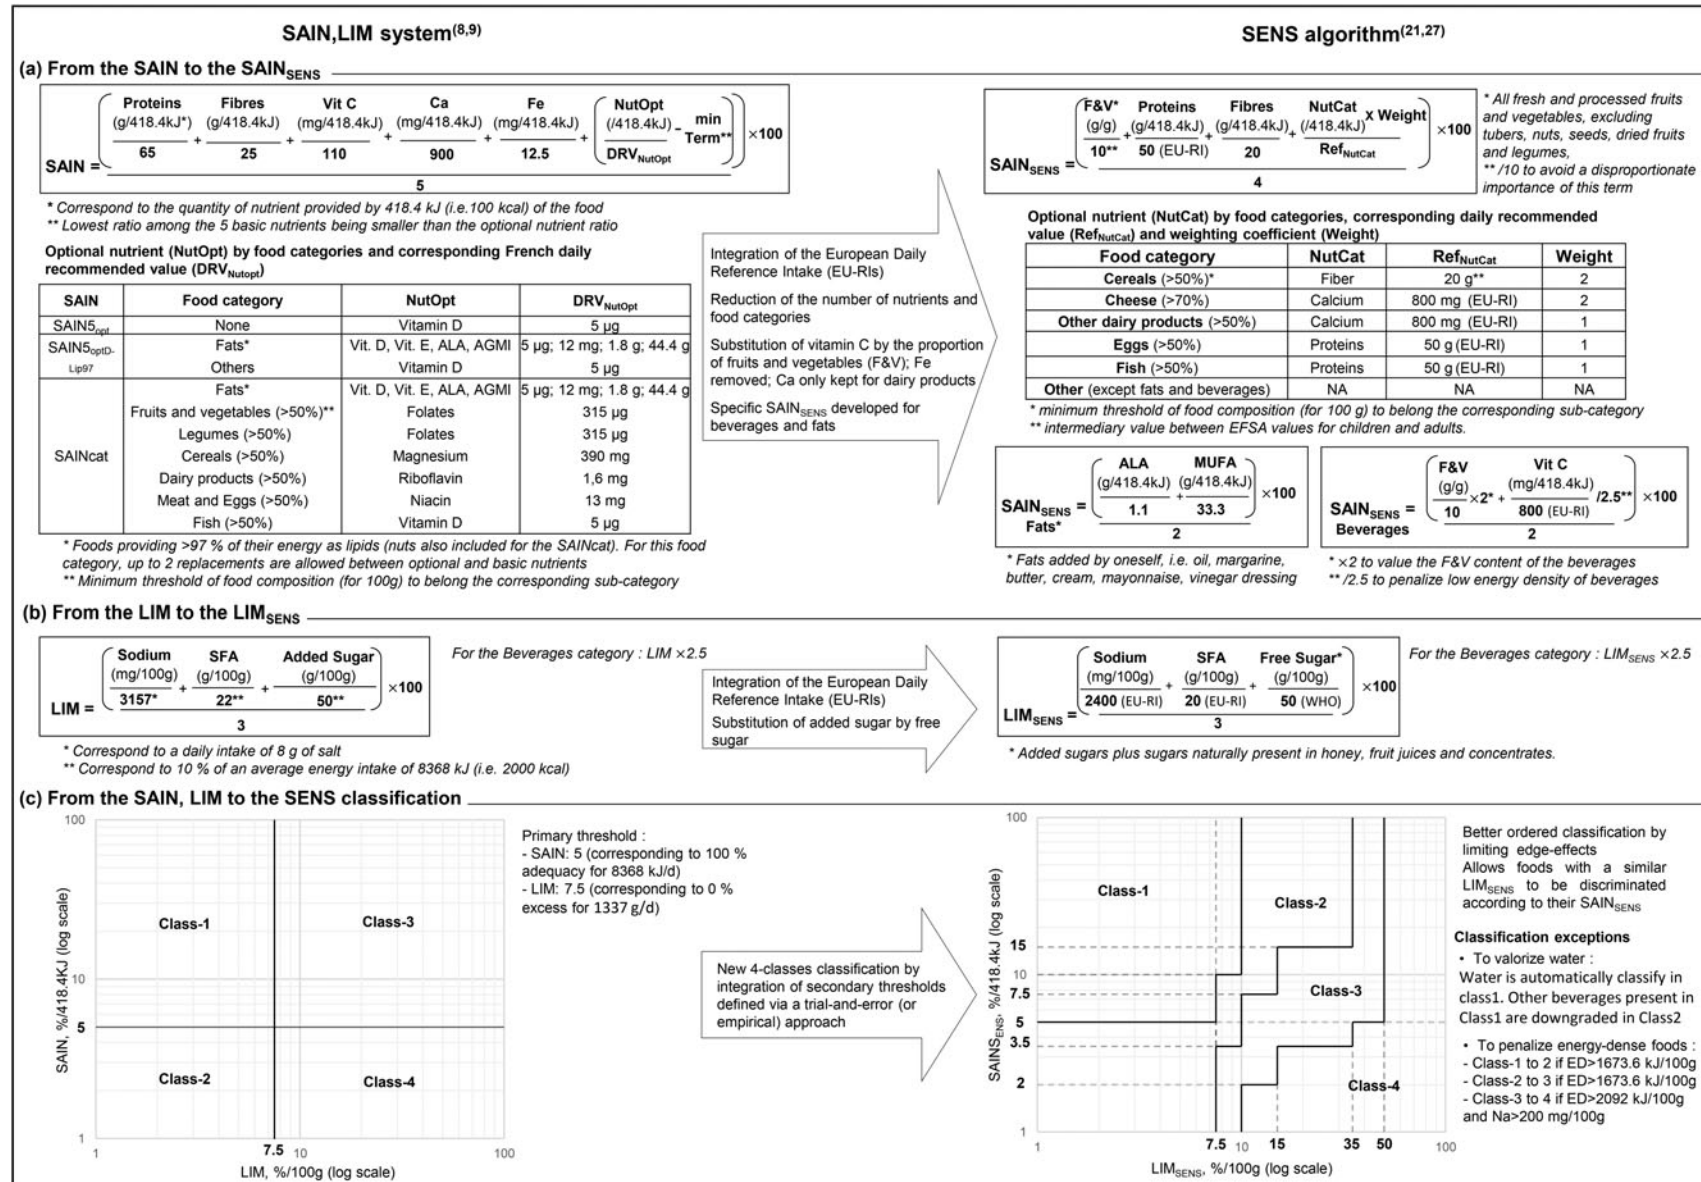 SAIN,LIM system(8,9)
SENS algorithm(21,27)
(a) From the SAIN to the SAINSENS
SAIN =
Proteins Fibres Vit C Ca Fe NutOpt min
(g/418.4kJ*) + (g/418.4kJ) + (mg/418.4kJ) + (mg/418.4kJ) + (mg/418.4kJ) + (/418.4kJ) - Term** ×100
65 25 110 900 12.5 DRVNutOpt
5
* Correspond to the quantity of nutrient provided by 418.4 kJ (i.e.100 kcal) of the food
** Lowest ratio among the 5 basic nutrients being smaller than the optional nutrient ratio
Optional nutrient (NutOpt) by food categories and corresponding French daily
recommended value (DRVNutopt)
SAIN Food category NutOpt DRVNutOpt
SAIN5opt None Vitamin D 5 µg
SAIN5optD-Lip97 Fats* Vit. D, Vit. E, ALA, AGMI 5 µg; 12 mg; 1.8 g; 44.4 g
Others Vitamin D 5 µg
SAINcat Fats* Vit. D, Vit. E, ALA, AGMI 5 µg; 12 mg; 1.8 g; 44.4 g
Fruits and vegetables (>50%)** Folates 315 µg
Legumes (>50%) Folates 315 µg
Cereals (>50%) Magnesium 390 mg
Dairy products (>50%) Riboflavin 1,6 mg
Meat and Eggs (>50%) Niacin 13 mg
Fish (>50%) Vitamin D 5 µg
* Foods providing >97 % of their energy as lipids (nuts also included for the SAINcat). For this food
category, up to 2 replacements are allowed between optional and basic nutrients
** Minimum threshold of food composition (for 100g) to belong the corresponding sub-category
Integration of the European Daily
Reference Intake (EU-RIs)
Reduction of the number of nutrients and
food categories
Substitution of vitamin C by the proportion
of fruits and vegetables (F&V); Fe
removed; Ca only kept for dairy products
Specific SAINSENS developed for
beverages and fats
SAINSENS =
F&V* Proteins Fibres NutCat
(g/g) + (g/418.4kJ) + (g/418.4kJ) + (/418.4kJ) x Weight ×100
10** 50 (EU-RI) 20 RefNutCat
4
* All fresh and processed fruits
and vegetables, excluding
tubers, nuts, seeds, dried fruits
and legumes,
** /10 to avoid a disproportionate
importance of this term
Optional nutrient (NutCat) by food categories, corresponding daily recommended
value (RefNutCat) and weighting coefficient (Weight)
Food category NutCat RefNutCat Weight
Cereals (>50%)* Fiber 20 g** 2
Cheese (>70%) Calcium 800 mg (EU-RI) 2
Other dairy products (>50%) Calcium 800 mg (EU-RI) 1
Eggs (>50%) Proteins 50 g (EU-RI) 1
Fish (>50%) Proteins 50 g (EU-RI) 1
Other (except fats and beverages) NA NA NA
* minimum threshold of food composition (for 100 g) to belong the corresponding sub-category
** intermediary value between EFSA values for children and adults.
SAINSENS =
Fats*
ALA MUFA
(g/418.4kJ) + (g/418.4kJ) ×100
1.1 33.3
2
* Fats added by oneself, i.e. oil, margarine,
butter, cream, mayonnaise, vinegar dressing
SAINSENS =
Beverages
F&V Vit C
(g/g) ×2* + (mg/418.4kJ) /2.5** ×100
10 800 (EU-RI)
2
* ×2 to value the F&V content of the beverages
** /2.5 to penalize low energy density of beverages
(b) From the LIM to the LIMSENS
LIM =
Sodium SFA Added Sugar
(mg/100g) + (g/100g) + (g/100g) ×100
3157* 22** 50**
3
For the Beverages category : LIM ×2.5
* Correspond to a daily intake of 8 g of salt
** Correspond to 10 % of an average energy intake of 8368 kJ (i.e. 2000 kcal)
Integration of the European Daily
Reference Intake (EU-RIs)
Substitution of added sugar by free
sugar
LIMSENS =
Sodium SFA Free Sugar*
(mg/100g) + (g/100g) + (g/100g) ×100
2400 (EU-RI) 20 (EU-RI) 50 (WHO)
3
For the Beverages category : LIMSENS ×2.5
* Added sugars plus sugars naturally present in honey, fruit juices and concentrates.
(c) From the SAIN, LIM to the SENS classification
SAIN, %/418.4KJ (log scale)
100
10
5
1
Class-1
Class-3
Class-2
Class-4
1 7.5 10 100
LIM, %/100g (log scale)
Primary threshold :
- SAIN: 5 (corresponding to 100 %
adequacy for 8368 kJ/d)
- LIM: 7.5 (corresponding to 0 %
excess for 1337 g/d)
New 4-classes classification by
integration of secondary thresholds
defined via a trial-and-error (or
empirical) approach
SAINSENS, %/418.4kJ (log scale)
100
15
10
7.5
5
3.5
2
1
Class-1
Class-2
Class-3
Class-4
1 7.5 10 15 35 50 100
LIMSENS, %/100g (log scale)
Better ordered classification by
limiting edge-effects
Allows foods with a similar
LIMSENS to be discriminated
according to their SAINSENS
Classification exceptions
• To valorize water :
Water is automatically classify in
class1. Other beverages present in
Class1 are downgraded in Class2
• To penalize energy-dense foods :
- Class-1 to 2 if ED>1673.6 kJ/100g
- Class-2 to 3 if ED>1673.6 kJ/100g
- Class-3 to 4 if ED>2092 kJ/100g
and Na>200 mg/100g